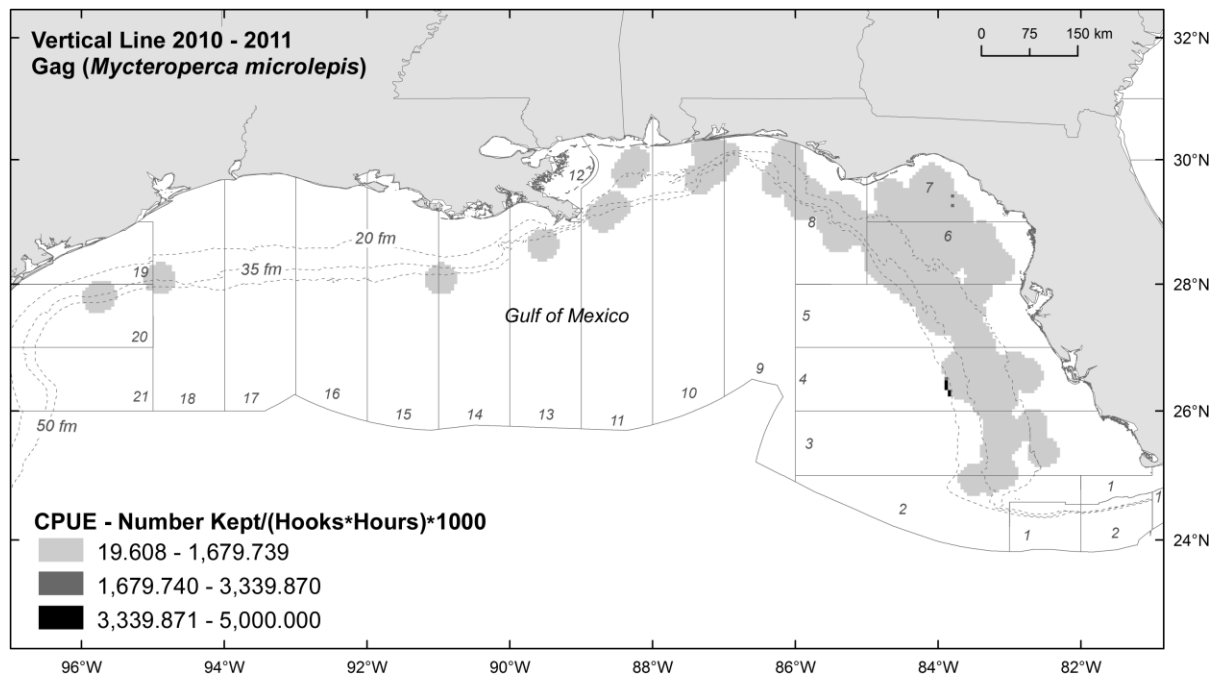 Vertical Line 2010 - 2011
Gag (Mycteroperca microlepis)
0 75 150 km
32°N
30°N
28°N
26°N
24°N
12
7
6
8
20 fm
35 fm
19
Gulf of Mexico
5
20
9
4
21
18
17
16
15
14
13
11
10
50 fm
3
1
1
2
1
2
CPUE - Number Kept/(Hooks*Hours)*1000
19.608 - 1,679.739
1,679.740 - 3,339.870
3,339.871 - 5,000.000
96°W 94°W 92°W 90°W 88°W 86°W 84°W 82°W